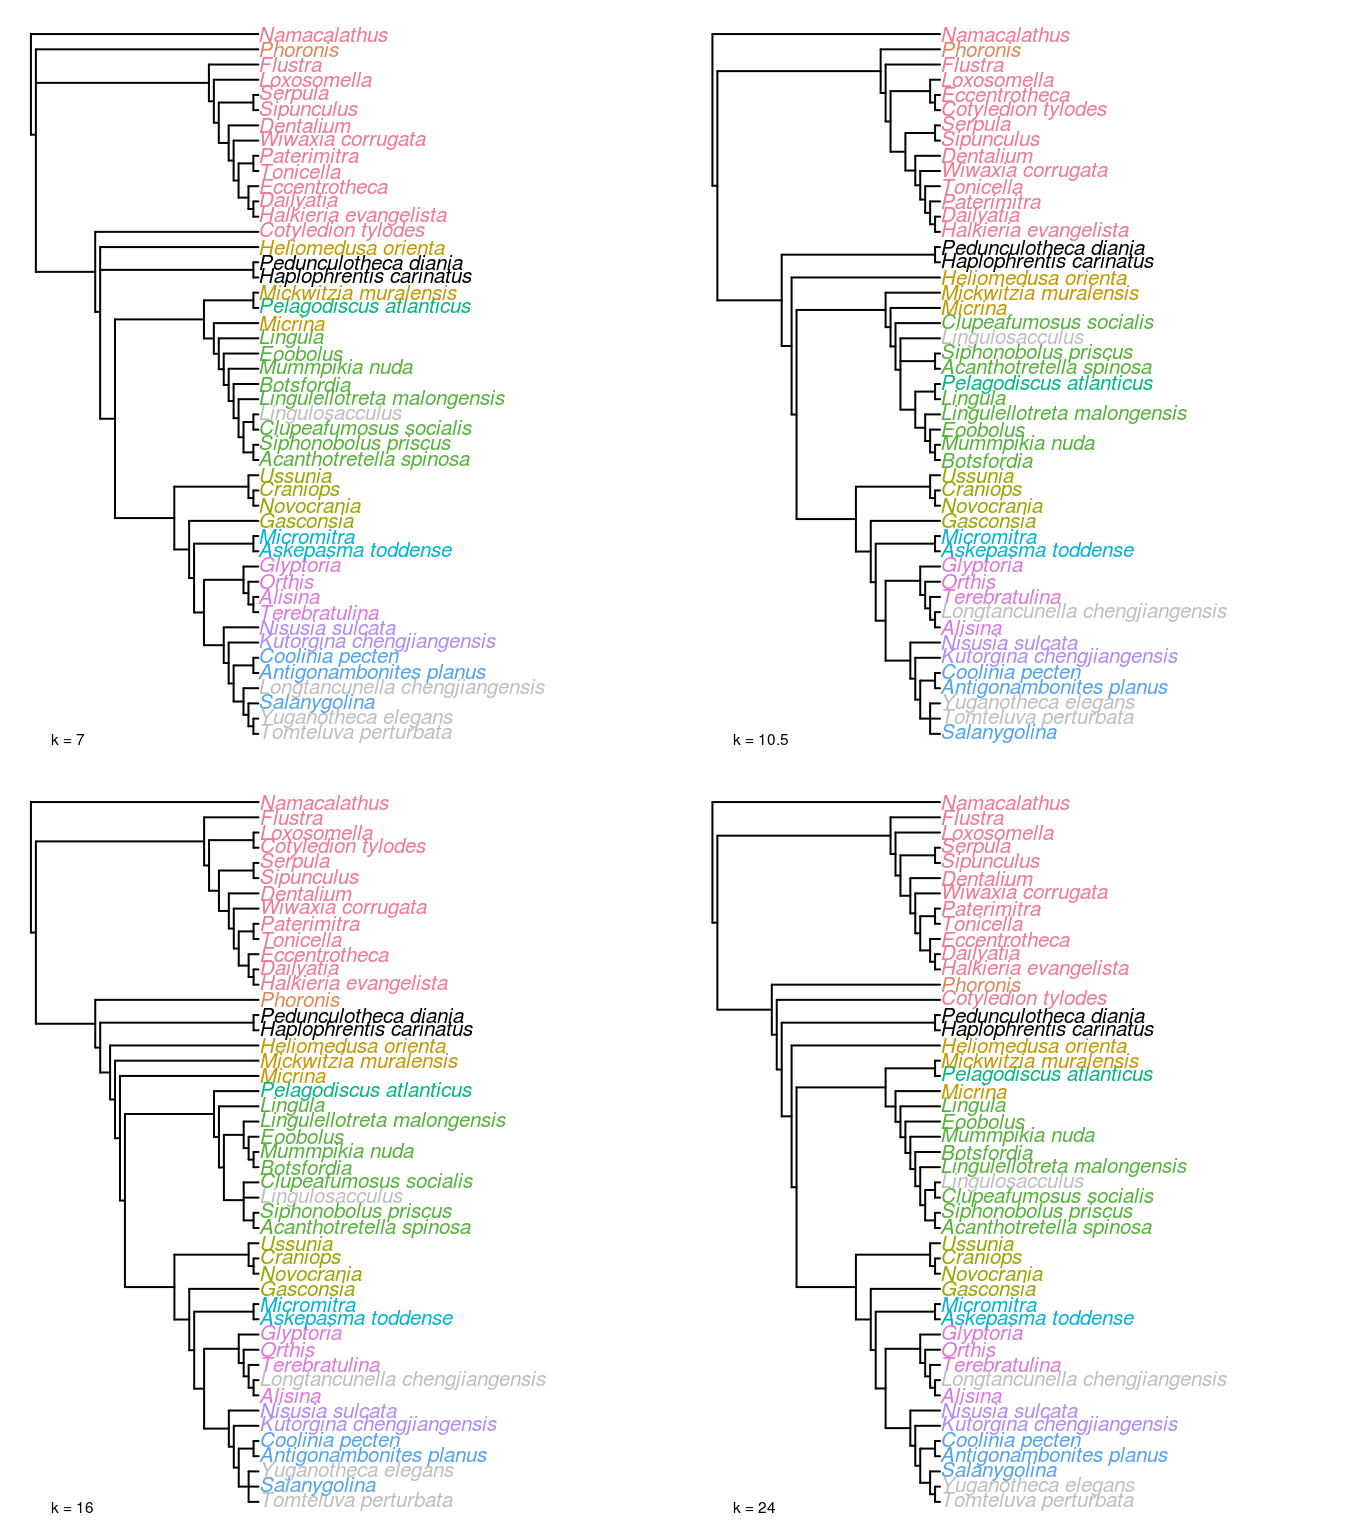 Namacalathus
Phoronis
Flustra
Loxosomella
Serpula
Sipunculus
Dentalium
Wiwaxia corrugata
Paterimitra
Tonicella
Eccentrotheca
Dailyatia
Halkieria evangelista
Cotyledion tylodes
Heliomedusa orienta
Pedunculotheca diania
Haplophrentis carinatus
Mickwitzia muralensis
Pelagodiscus atlanticus
Micrina
Lingula
Eoobolus
Mummpikia nuda
Botsfordia
Lingulellotreta malongensis
Lingulosacculus
Clupeafumosus socialis
Siphonobolus priscus
Acanthotretella spinosa
Ussunia
Craniops
Novocrania
Gasconsia
Micromitra
Askepasma toddense
Glyptoria
Orthis
Alisina
Terebratulina
Nisusia sulcata
Kutorgina chengjiangensis
Coolinia pecten
Antigonambonites planus
Longtancunella chengjiangensis
Salanygolina
Yuganotheca elegans
Tomteluva perturbata
k = 7
Namacalathus
Phoronis
Flustra
Loxosomella
Eccentrotheca
Cotyledion tylodes
Serpula
Sipunculus
Dentalium
Wiwaxia corrugata
Tonicella
Paterimitra
Dailyatia
Halkieria evangelista
Pedunculotheca diania
Haplophrentis carinatus
Heliomedusa orienta
Mickwitzia muralensis
Micrina
Clupeafumosus socialis
Lingulosacculus
Siphonobolus priscus
Acanthotretella spinosa
Pelagodiscus atlanticus
Lingula
Lingulellotreta malongensis
Eoobolus
Mummpikia nuda
Botsfordia
Ussunia
Craniops
Novocrania
Gasconsia
Micromitra
Askepasma toddense
Glyptoria
Orthis
Terebratulina
Longtancunella chengjiangensis
Alisina
Nisusia sulcata
Kutorgina chengjiangensis
Coolinia pecten
Antigonambonites planus
Yuganotheca elegans
Tomteluva perturbata
Salanygolina
k = 10.5
Namacalathus
Flustra
Loxosomella
Cotyledion tylodes
Serpula
Sipunculus
Dentalium
Wiwaxia corrugata
Paterimitra
Tonicella
Eccentrotheca
Dailyatia
Halkieria evangelista
Phoronis
Pedunculotheca diania
Haplophrentis carinatus
Heliomedusa orienta
Mickwitzia muralensis
Micrina
Pelagodiscus atlanticus
Lingula
Lingulellotreta malongensis
Eoobolus
Mummpikia nuda
Botsfordia
Clupeafumosus socialis
Lingulosacculus
Siphonobolus priscus
Acanthotretella spinosa
Ussunia
Craniops
Novocrania
Gasconsia
Micromitra
Askepasma toddense
Glyptoria
Orthis
Terebratulina
Longtancunella chengjiangensis
Alisina
Nisusia sulcata
Kutorgina chengjiangensis
Coolinia pecten
Antigonambonites planus
Yuganotheca elegans
Salanygolina
Tomteluva perturbata
k = 16
Namacalathus
Flustra
Loxosomella
Serpula
Sipunculus
Dentalium
Wiwaxia corrugata
Paterimitra
Tonicella
Eccentrotheca
Dailyatia
Halkieria evangelista
Phoronis
Cotyledion tylodes
Pedunculotheca diania
Haplophrentis carinatus
Heliomedusa orienta
Mickwitzia muralensis
Pelagodiscus atlanticus
Micrina
Lingula
Eoobolus
Mummpikia nuda
Botsfordia
Lingulellotreta malongensis
Lingulosacculus
Clupeafumosus socialis
Siphonobolus priscus
Acanthotretella spinosa
Ussunia
Craniops
Novocrania
Gasconsia
Micromitra
Askepasma toddense
Glyptoria
Orthis
Terebratulina
Longtancunella chengjiangensis
Alisina
Nisusia sulcata
Kutorgina chengjiangensis
Coolinia pecten
Antigonambonites planus
Salanygolina
Yuganotheca elegans
Tomteluva perturbata
k = 24